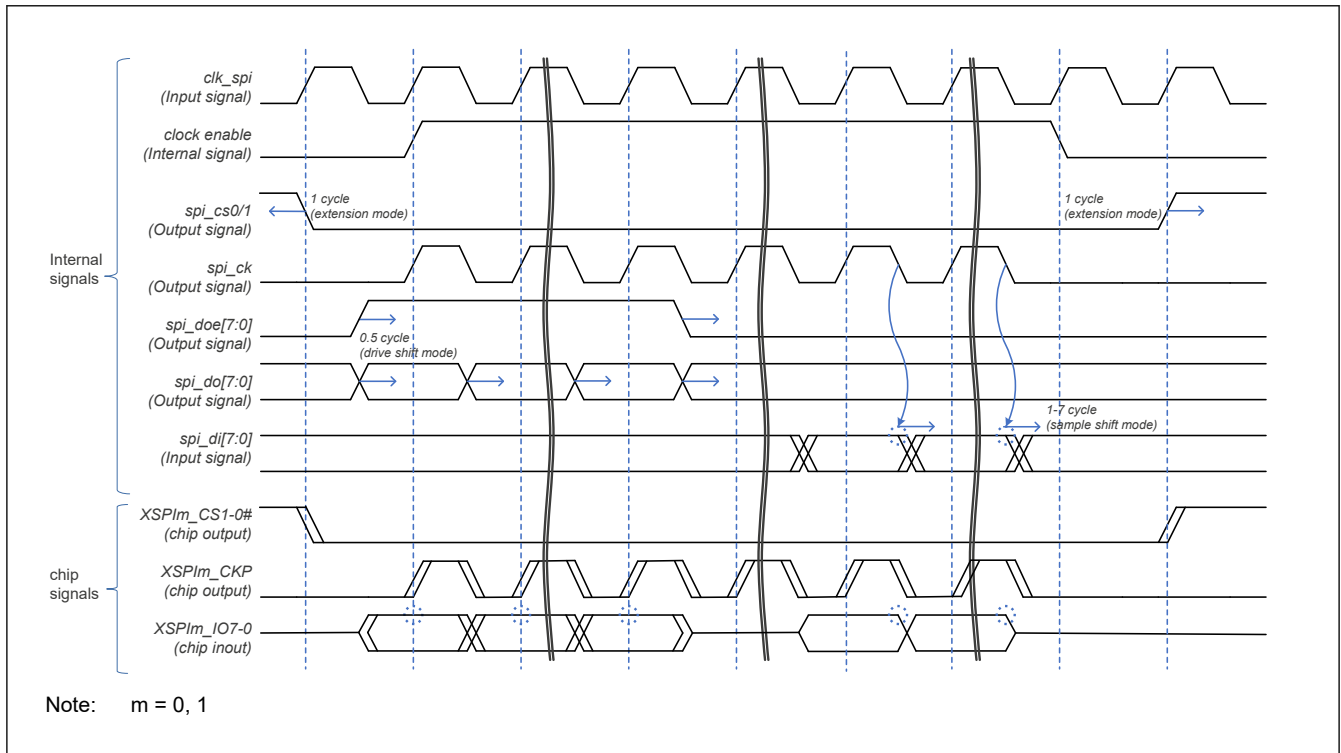 clk_spi
(Input signal)
clock enable
(Internal signal)
1 cycle
(extension mode)
1 cycle
(extension mode)
spi_cs0/1
(Output signal)
Internal
signals
spi_ck
(Output signal)
spi_doe[7:0]
(Output signal)
0.5 cycle
(drive shift mode)
spi_do[7:0]
(Output signal)
1-7 cycle
(sample shift mode)
spi_di[7:0]
(Input signal)
XSPIm_CS1-0#
(chip output)
chip
signals
XSPIm_CKP
(chip output)
XSPIm_IO7-0
(chip inout)
Note: m = 0, 1